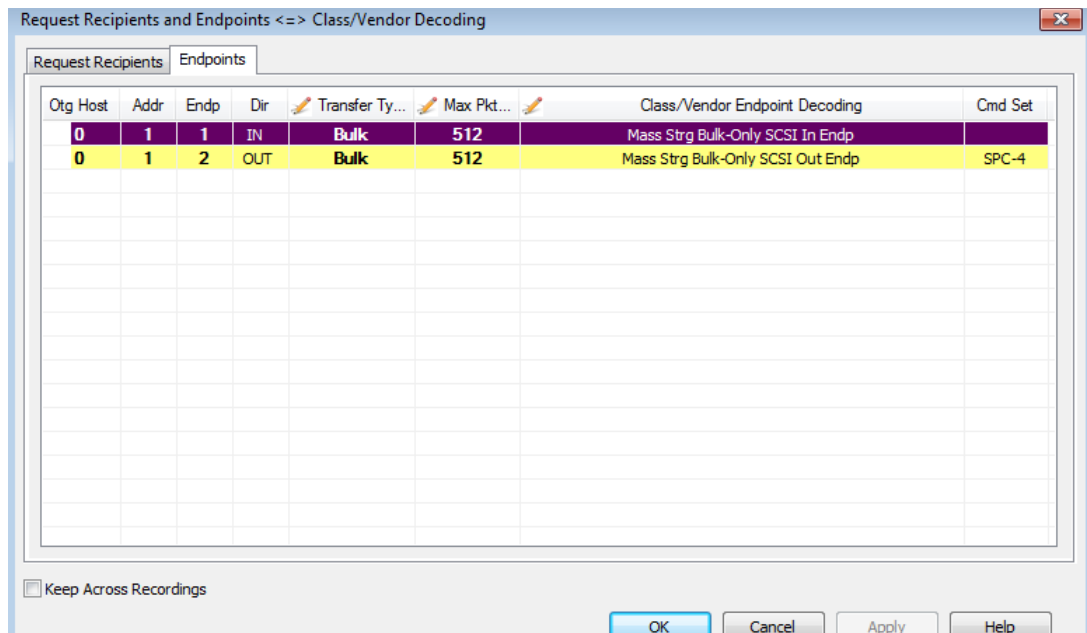 Request Recipients and Endpoints <=> Class/Vendor Decoding
Request Recipients Endpoints
Otg Host Addr Endp Dir Transfer Ty... Max Pkt... Class/Vendor Endpoint Decoding Cmd Set
0 1 1 IN Bulk 512 Mass Strg Bulk-Only SCSI In Endp
0 1 2 OUT Bulk 512 Mass Strg Bulk-Only SCSI Out Endp SPC-4
Keep Across Recordings
OK Cancel Apply Help